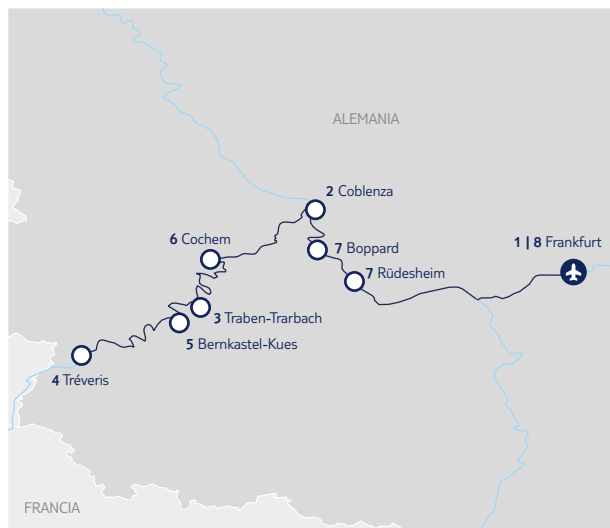 ALEMANIA
2 Coblenza
6 Cochem
7 Boppard
1 | 8 Frankfurt
7 Rüdesheim
3 Traben-Trarbach
5 Bernkastel-Kues
4 Tréveris
FRANCIA